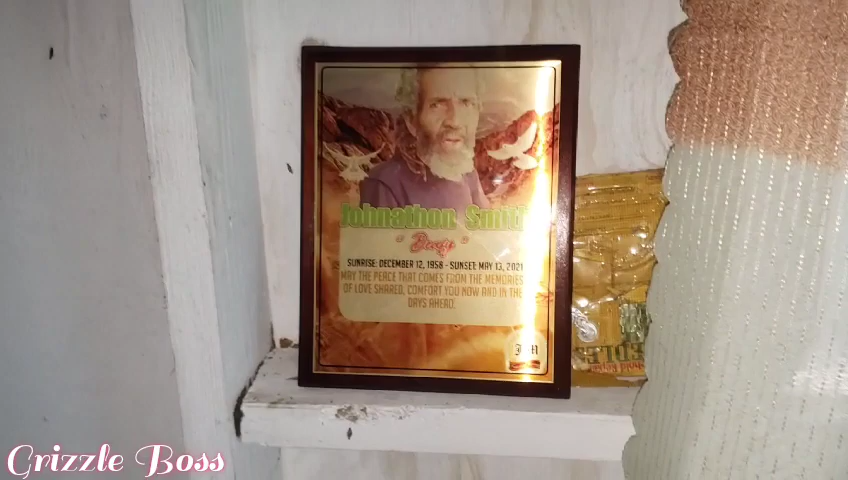 Johnathon Smith
"Juey"
SUNRISE: DECEMBER 12, 1958 - SUNSET: MAY 13, 2021
MAY THE PEACE THAT COMES FROM THE MEMORIES
OF LOVE SHARED, COMFORT YOU NOW AND IN THE
DAYS AHEAD.
Grizzle Boss